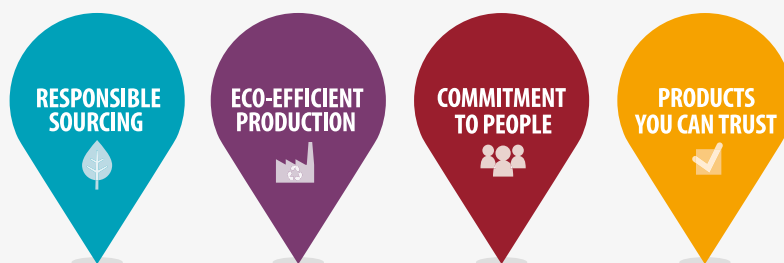 RESPONSIBLE
SOURCING
ECO-EFFICIENT
PRODUCTION
COMMITMENT
TO PEOPLE
PRODUCTS
YOU CAN TRUST